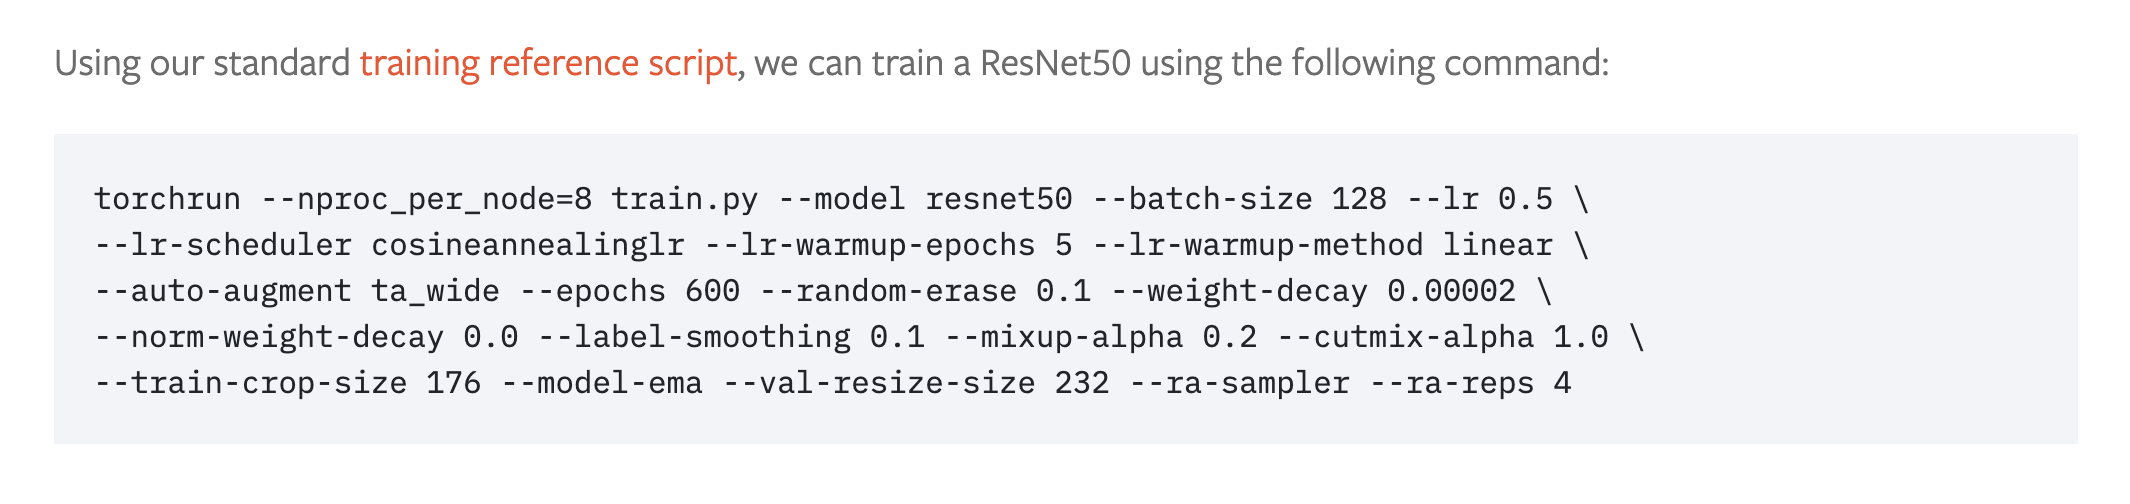 Using our standard training reference script, we can train a ResNet50 using the following command:
torchrun --nproc_per_node=8 train.py --model resnet50 --batch-size 128 --lr 0.5 \
--lr-scheduler cosineannealinglr --lr-warmup-epochs 5 --lr-warmup-method linear \
--auto-augment ta_wide --epochs 600 --random-erase 0.1 --weight-decay 0.00002 \
--norm-weight-decay 0.0 --label-smoothing 0.1 --mixup-alpha 0.2 --cutmix-alpha 1.0 \
--train-crop-size 176 --model-ema --val-resize-size 232 --ra-sampler --ra-reps 4